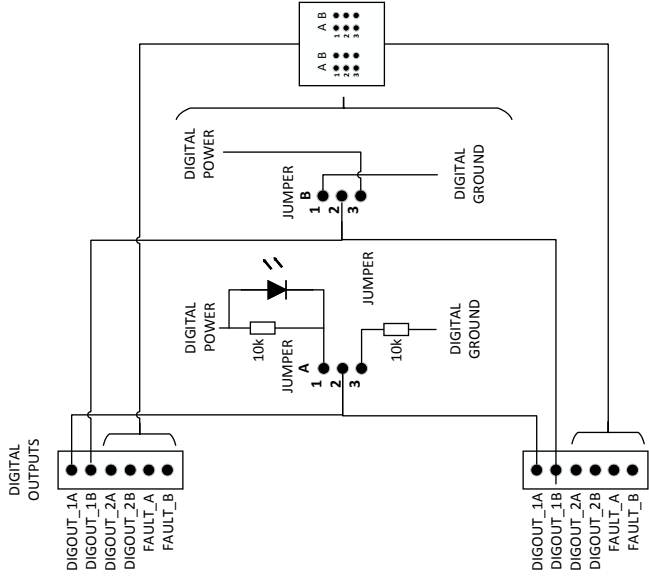 A B
1 2 3
A B
1 2 3
DIGITAL
POWER
JUMPER
B
1
2
3
DIGITAL
GROUND
DIGITAL
POWER
10k
JUMPER
A
1
2
3
JUMPER
10k
DIGITAL
GROUND
DIGITAL
OUTPUTS
DIGOUT_1A
DIGOUT_1B
DIGOUT_2A
DIGOUT_2B
FAULT_A
FAULT_B
DIGOUT_1A
DIGOUT_1B
DIGOUT_2A
DIGOUT_2B
FAULT_A
FAULT_B